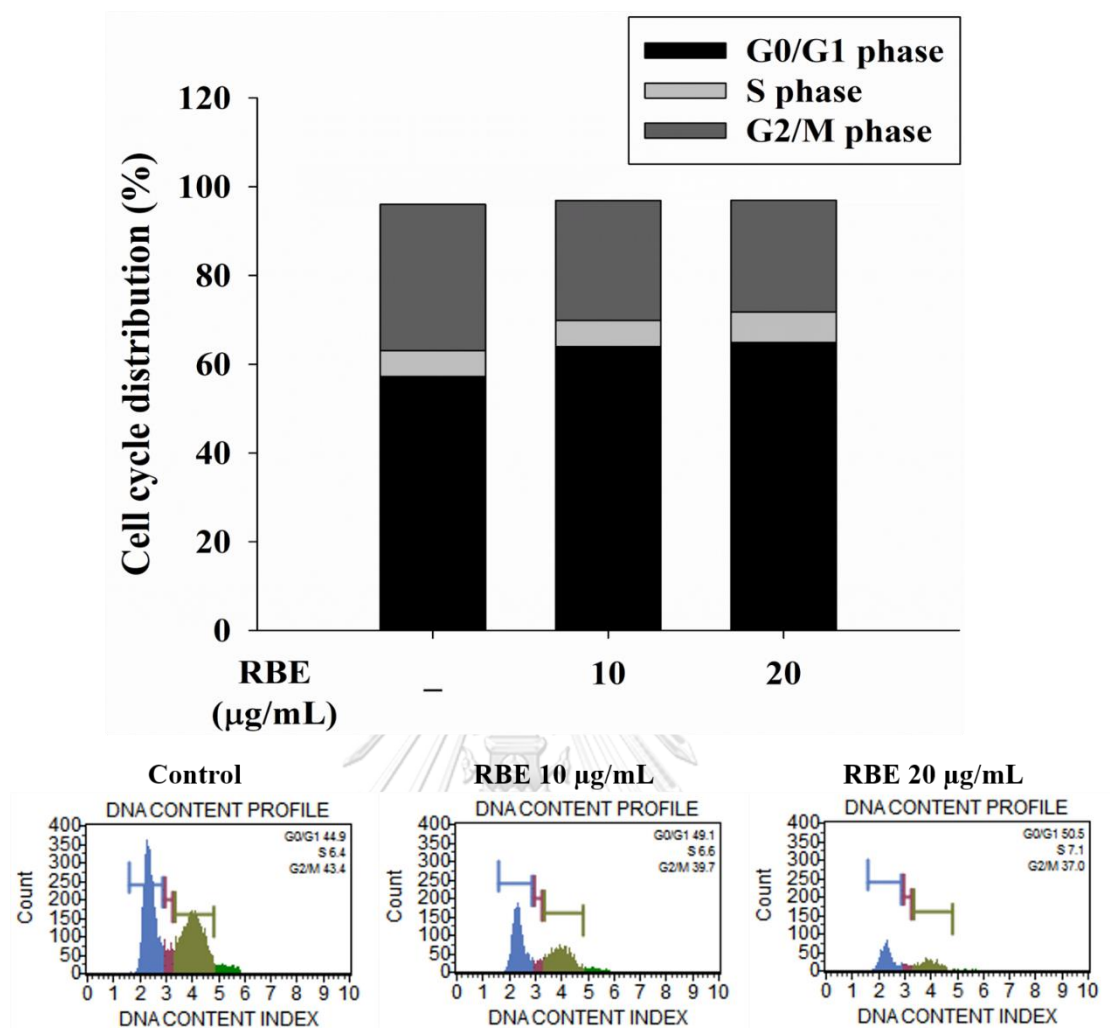 G0/G1 phase
S phase
G2/M phase
120
100
80
60
40
20
0
Cell cycle distribution (%)
RBE
(µg/mL)
_ 10 20
Control RBE 10 µg/mL RBE 20 µg/mL
DNA CONTENT PROFILE
400
350
300
250
200
150
100
50
0
Count
G0/G1 44.9
S 6.4
G2/M 43.4
0 1 2 3 4 5 6 7 8 9 10
DNA CONTENT INDEX
DNA CONTENT PROFILE
400
350
300
250
200
150
100
50
0
Count
G0/G1 49.1
S 6.6
G2/M 39.7
0 1 2 3 4 5 6 7 8 9 10
DNA CONTENT INDEX
DNA CONTENT PROFILE
400
350
300
250
200
150
100
50
0
Count
G0/G1 50.5
S 7.1
G2/M 37.0
0 1 2 3 4 5 6 7 8 9 10
DNA CONTENT INDEX